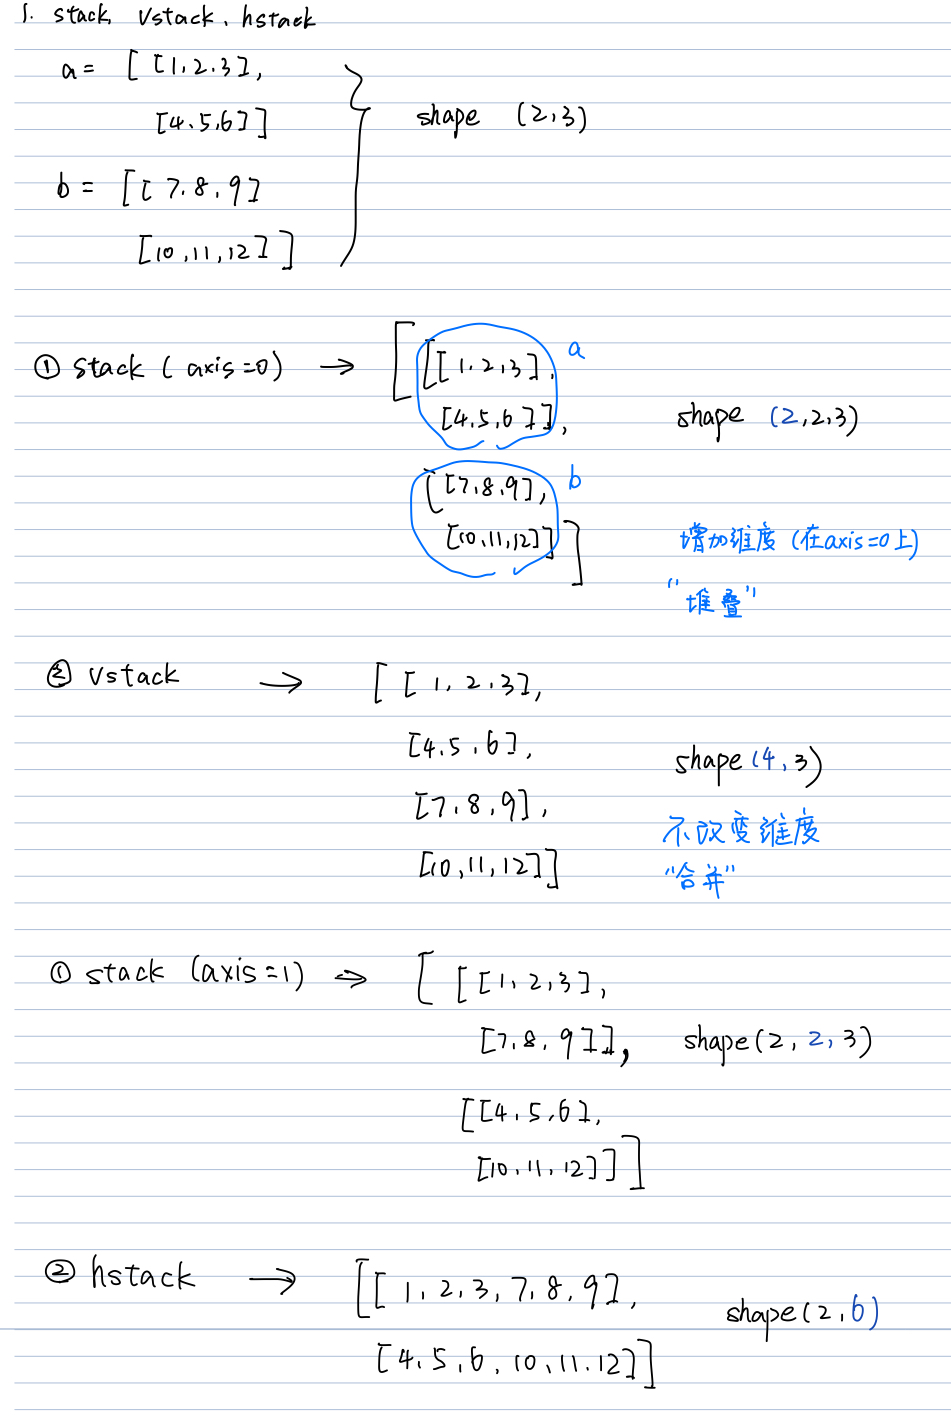 1. stack, vstack, hstack
a = [ [1,2,3],
[4,5,6]]
shape (2,3)
b = [[7,8,9]
[10,11,12]]
① stack (axis=0) → [[[1,2,3], a
[4,5,6]],
shape (2,2,3)
[[7,8,9], b
[10,11,12]]]
增加维度 (在axis=0上)
"堆叠"
② vstack → [[1,2,3],
[4,5,6],
shape(4,3)
[7,8,9],
不改变维度
[10,11,12]]
"合并"
① stack (axis=1) → [[[1,2,3],
[7,8,9]], shape(2,2,3)
[[4,5,6],
[10,11,12]]]
② hstack → [[1,2,3,7,8,9],
shape(2,6)
[4,5,6,10,11,12]]